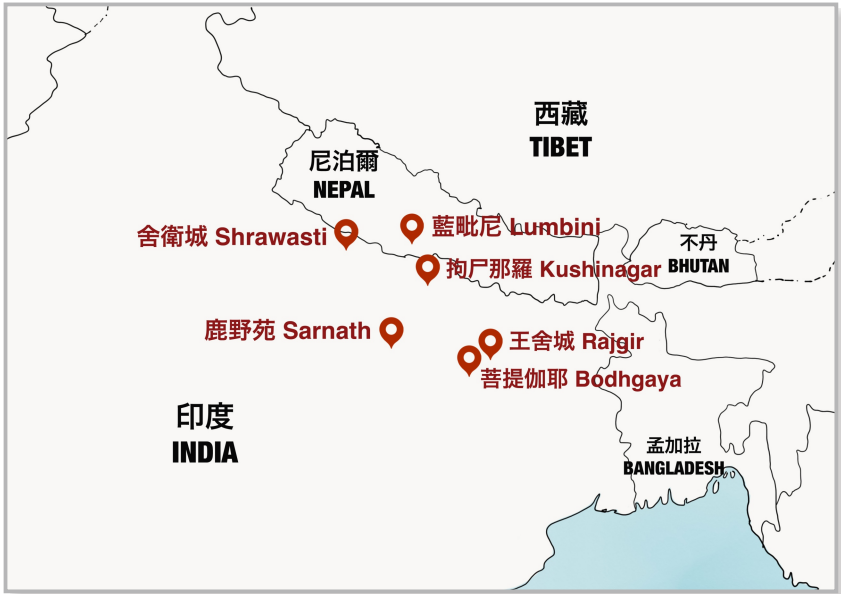 西藏
TIBET
尼泊爾
NEPAL
藍毗尼 Lumbini
舍衛城 Shrawasti
不丹
BHUTAN
拘尸那羅 Kushinagar
鹿野苑 Sarnath
王舍城 Rajgir
菩提伽耶 Bodhgaya
印度
INDIA
孟加拉
BANGLADESH